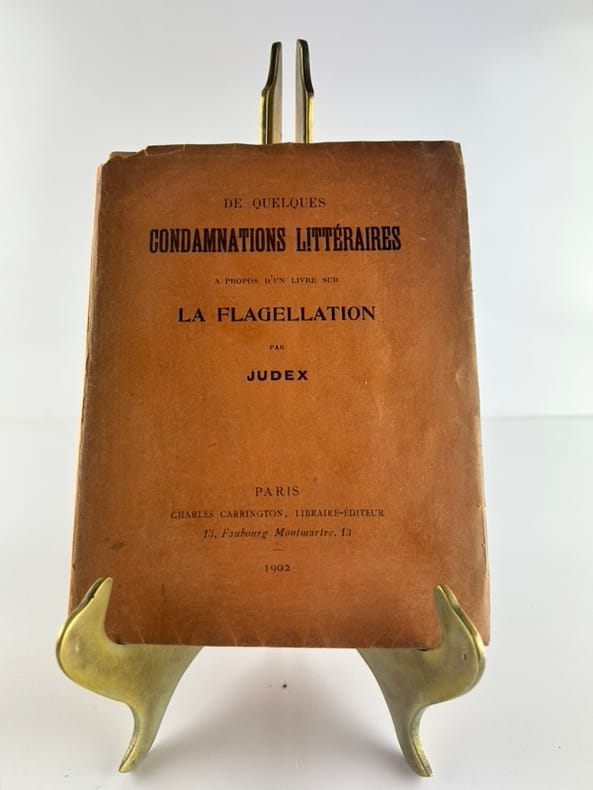 DE QUELQUES
CONDAMNATIONS LITTÉRAIRES
A PROPOS D'UN LIVRE SUR
LA FLAGELLATION
PAR
JUDEX
PARIS
CHARLES CARRINGTON, LIBRAIRE-ÉDITEUR
13, Faubourg Montmartre, 13
1902